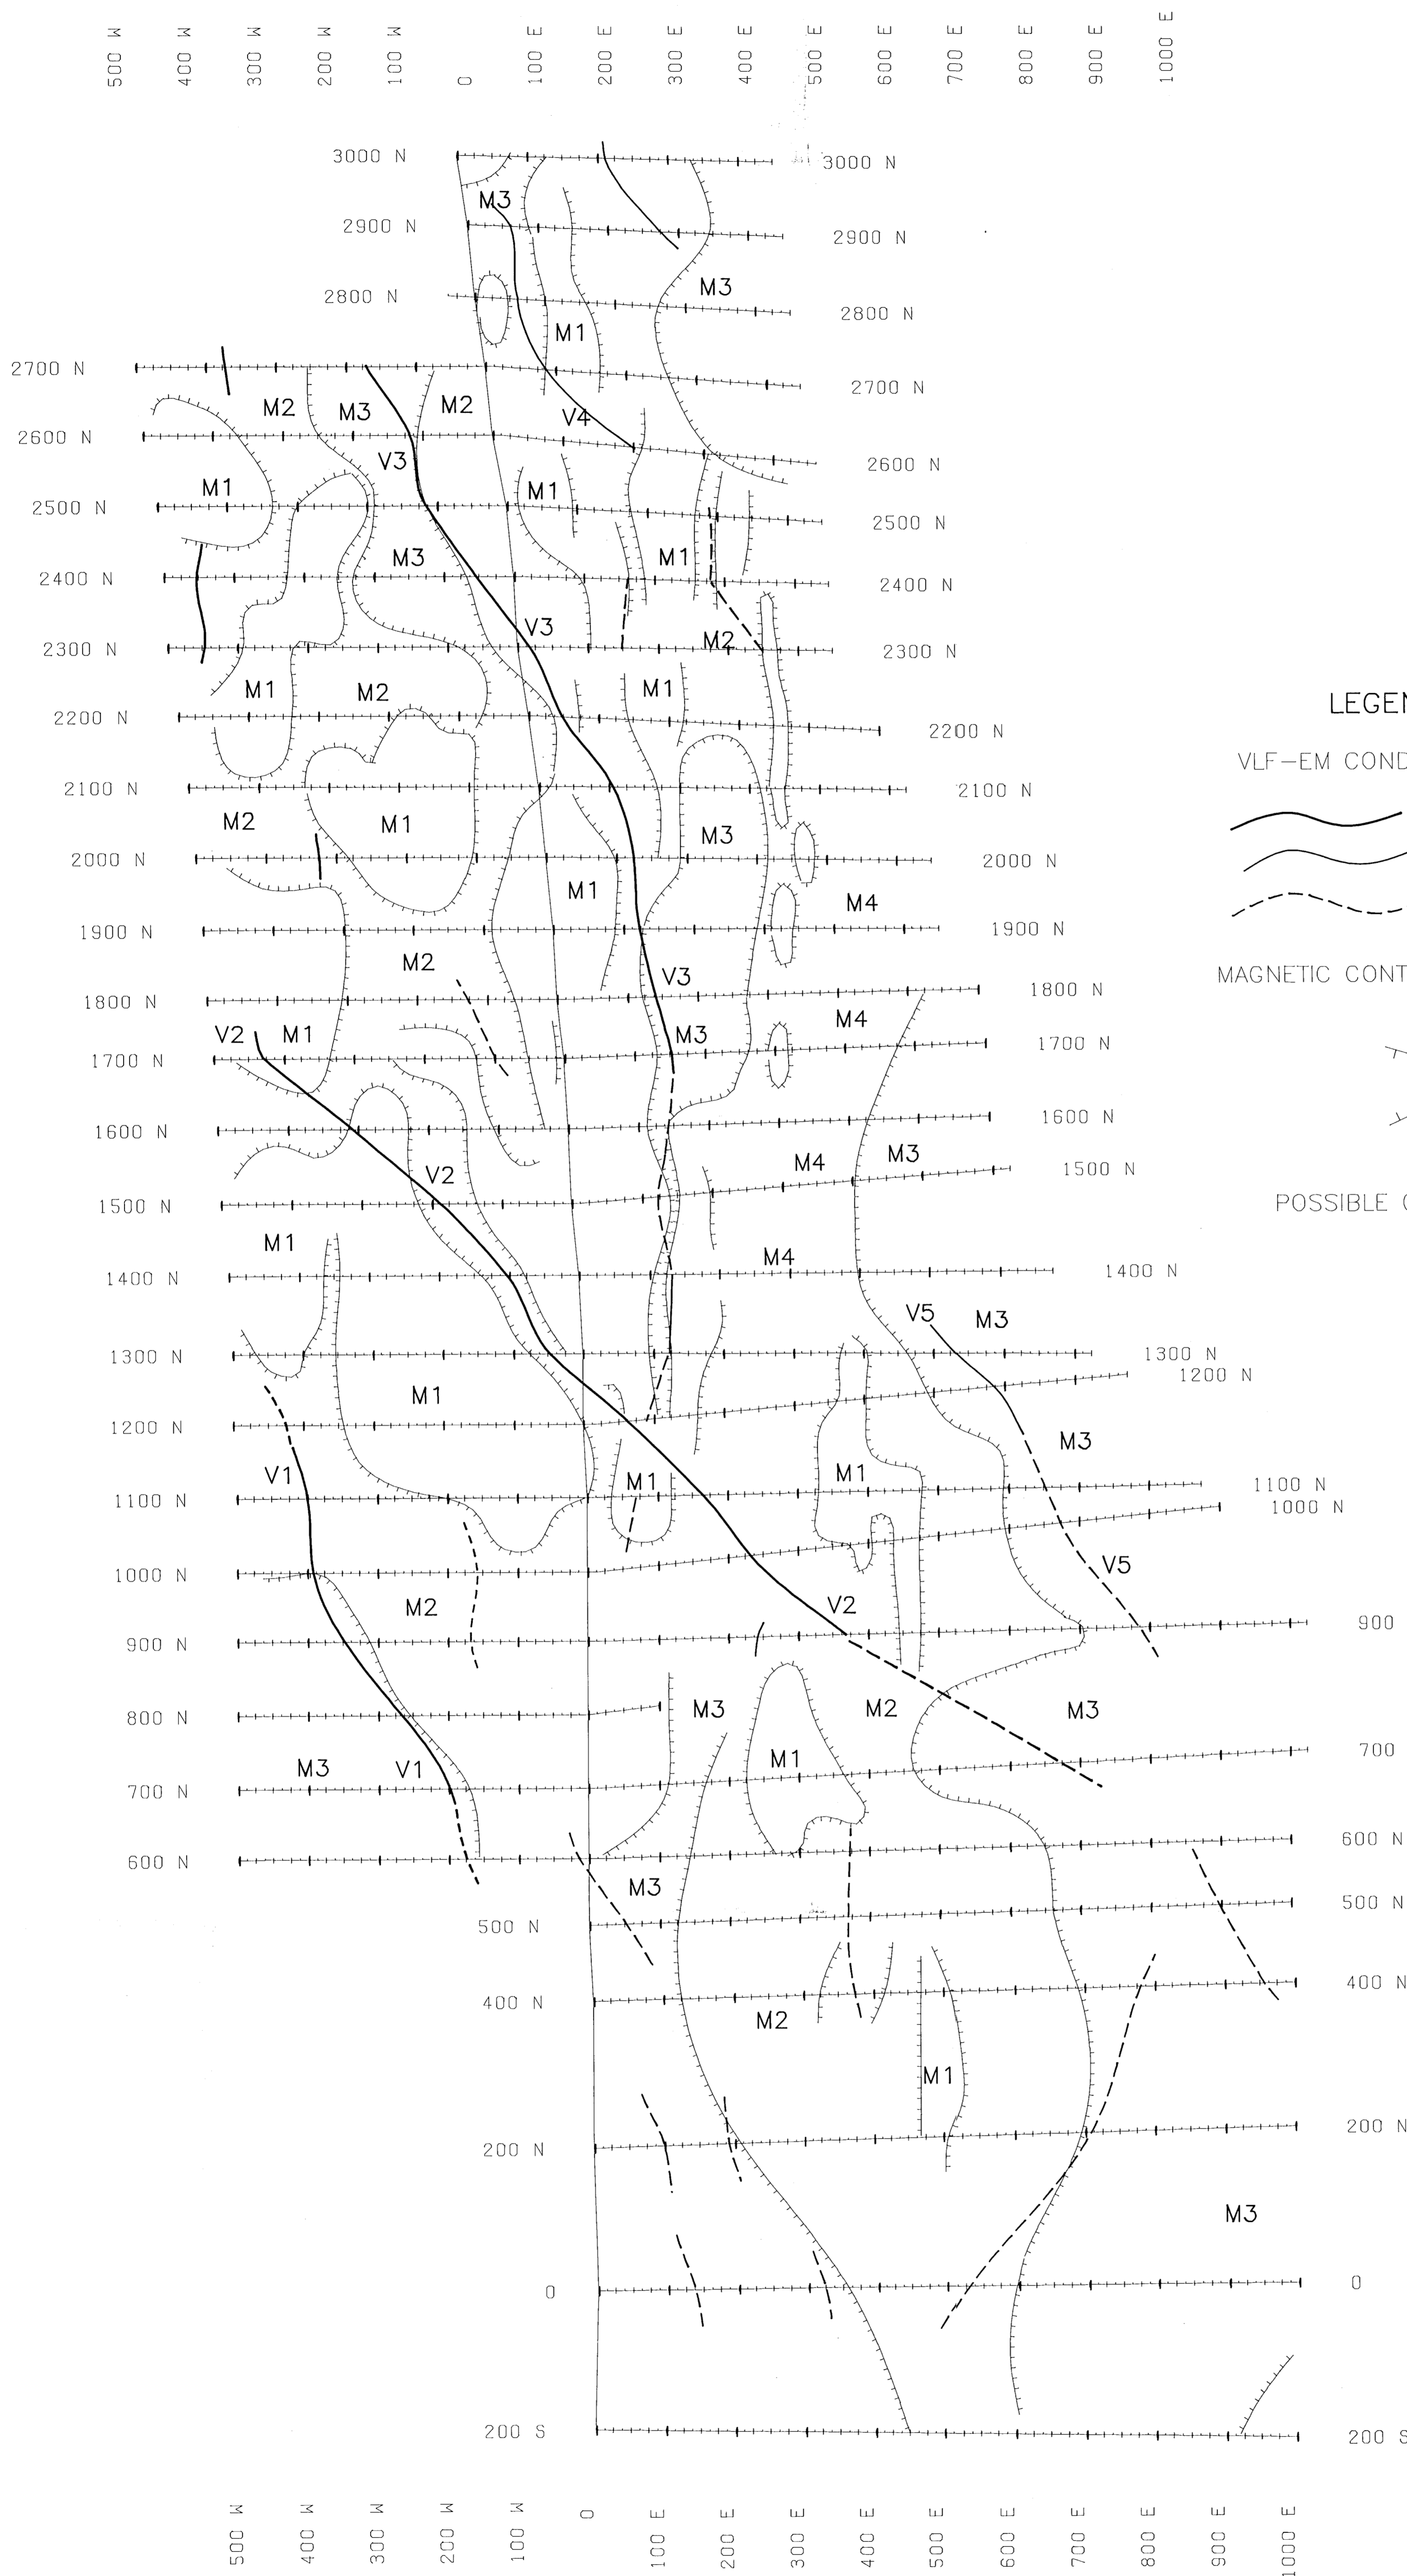 500 W 400 W 300 W 200 W 100 W 0 100 E 200 E 300 E 400 E 500 E 600 E 700 E 800 E 900 E 1000 E
3000 N 3000 N
M3
2900 N 2900 N
M3
2800 N 2800 N
M1
2700 N 2700 N
M2 M3 M2 V4
2600 N 2600 N
V3
M1 M1
2500 N 2500 N
M3 M1
2400 N 2400 N
V3 M2
2300 N 2300 N
M1 M2 M1
LEGEN
2200 N 2200 N
VLF-EM COND
2100 N 2100 N
M2 M1 M3
2000 N 2000 N
M1 M4
1900 N 1900 N
M2 V3
MAGNETIC CONT
1800 N 1800 N
V2 M1 M3 M4
1700 N 1700 N
1600 N 1600 N
M4 M3
V2 1500 N
1500 N
POSSIBLE
M1 M4
1400 N 1400 N
V5 M3
1300 N 1300 N
1200 N
M1
1200 N M3
V1 M1 M1
1100 N 1100 N
1000 N
1000 N V5
M2 V2
900 N 900
800 N M3 M2 M3
M3 V1 M1 700
700 N
600 N 600 N
M3
500 N 500 N
400 N 400 N
M2
M1
200 N 200 N
M3
0 0
200 S 200 S
500 W 400 W 300 W 200 W 100 W 0 100 E 200 E 300 E 400 E 500 E 600 E 700 E 800 E 900 E 1000 E